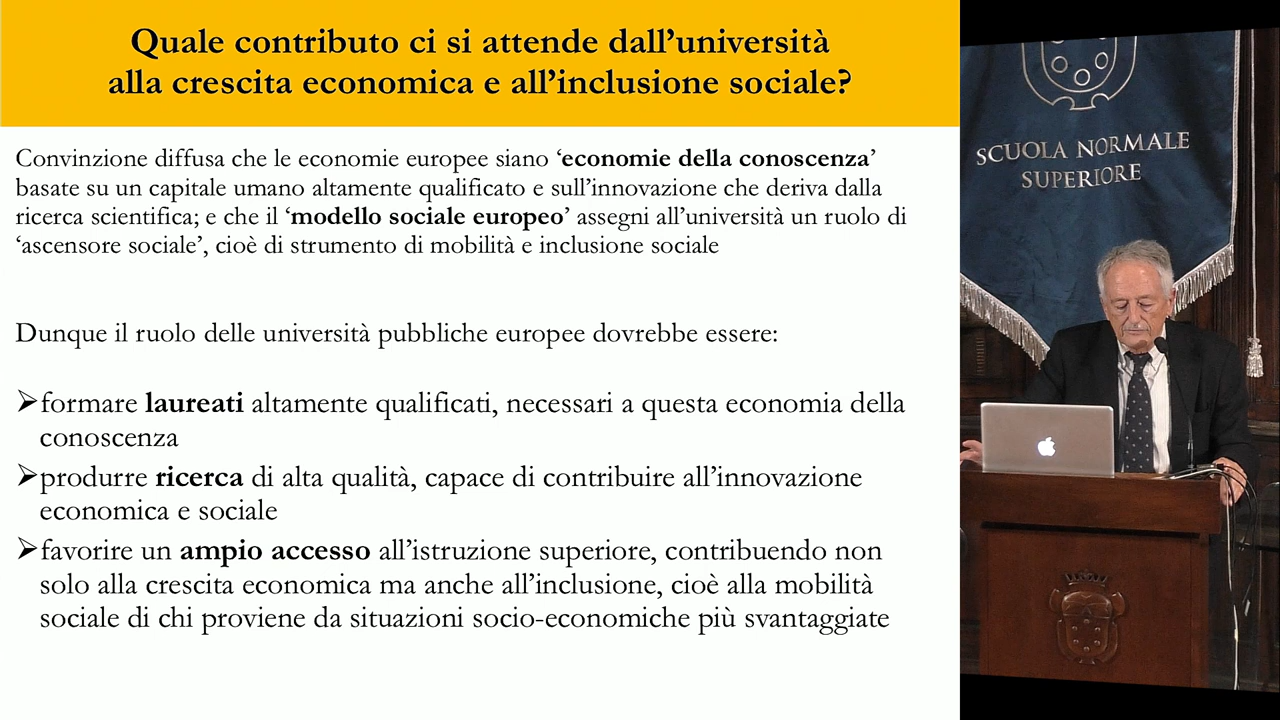 Quale contributo ci si attende dall’università
alla crescita economica e all’inclusione sociale?
Convinzione diffusa che le economie europee siano ‘economie della conoscenza’
basate su un capitale umano altamente qualificato e sull’innovazione che deriva dalla
ricerca scientifica; e che il ‘modello sociale europeo’ assegni all’università un ruolo di
‘ascensore sociale’, cioè di strumento di mobilità e inclusione sociale
Dunque il ruolo delle università pubbliche europee dovrebbe essere:
➢formare laureati altamente qualificati, necessari a questa economia della
conoscenza
➢produrre ricerca di alta qualità, capace di contribuire all’innovazione
economica e sociale
➢favorire un ampio accesso all’istruzione superiore, contribuendo non
solo alla crescita economica ma anche all’inclusione, cioè alla mobilità
sociale di chi proviene da situazioni socio-economiche più svantaggiate
SCUOLA NORMALE
SUPERIORE